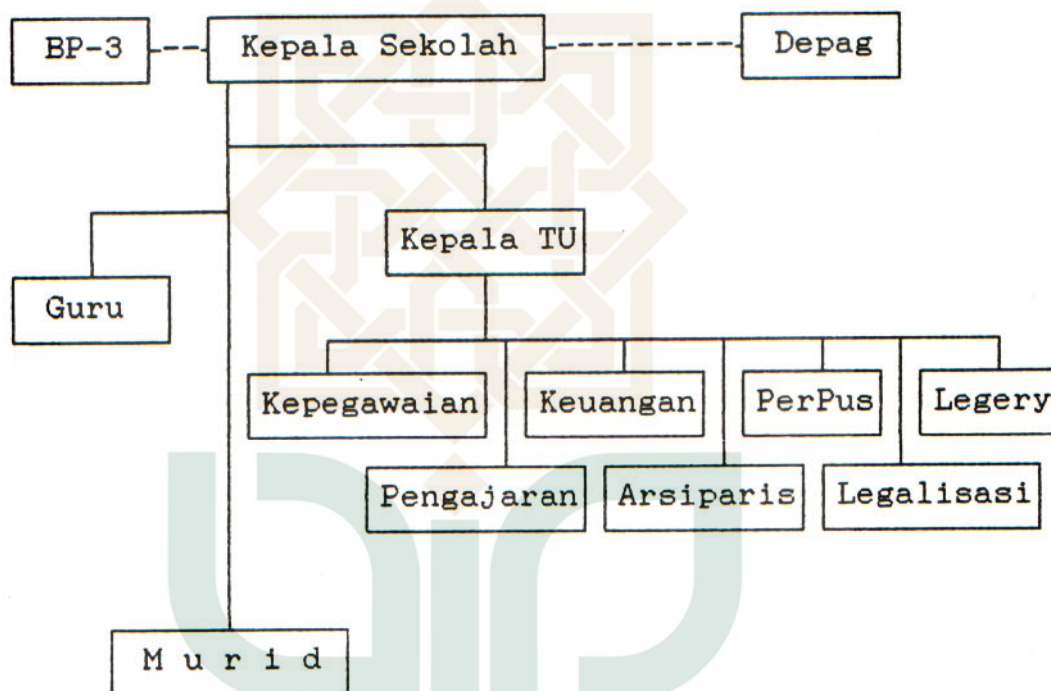 BP-3
Kepala Sekolah
Depag
Kepala TU
Guru
Kepegawaian
Keuangan
PerPus
Legery
Pengajaran
Arsiparis
Legalisasi
M u r i d